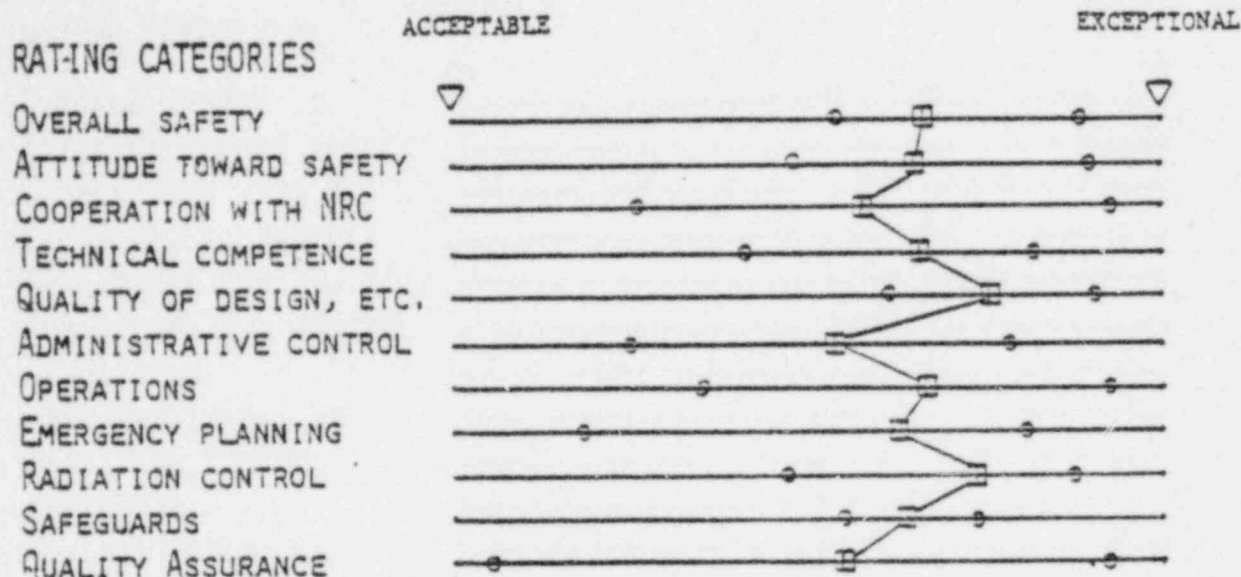 ACCEPTABLE EXCEPTIONAL
RATING CATEGORIES
OVERALL SAFETY
ATTITUDE TOWARD SAFETY
COOPERATION WITH NRC
TECHNICAL COMPETENCE
QUALITY OF DESIGN, ETC.
ADMINISTRATIVE CONTROL
OPERATIONS
EMERGENCY PLANNING
RADIATION CONTROL
SAFEGUARDS
QUALITY ASSURANCE